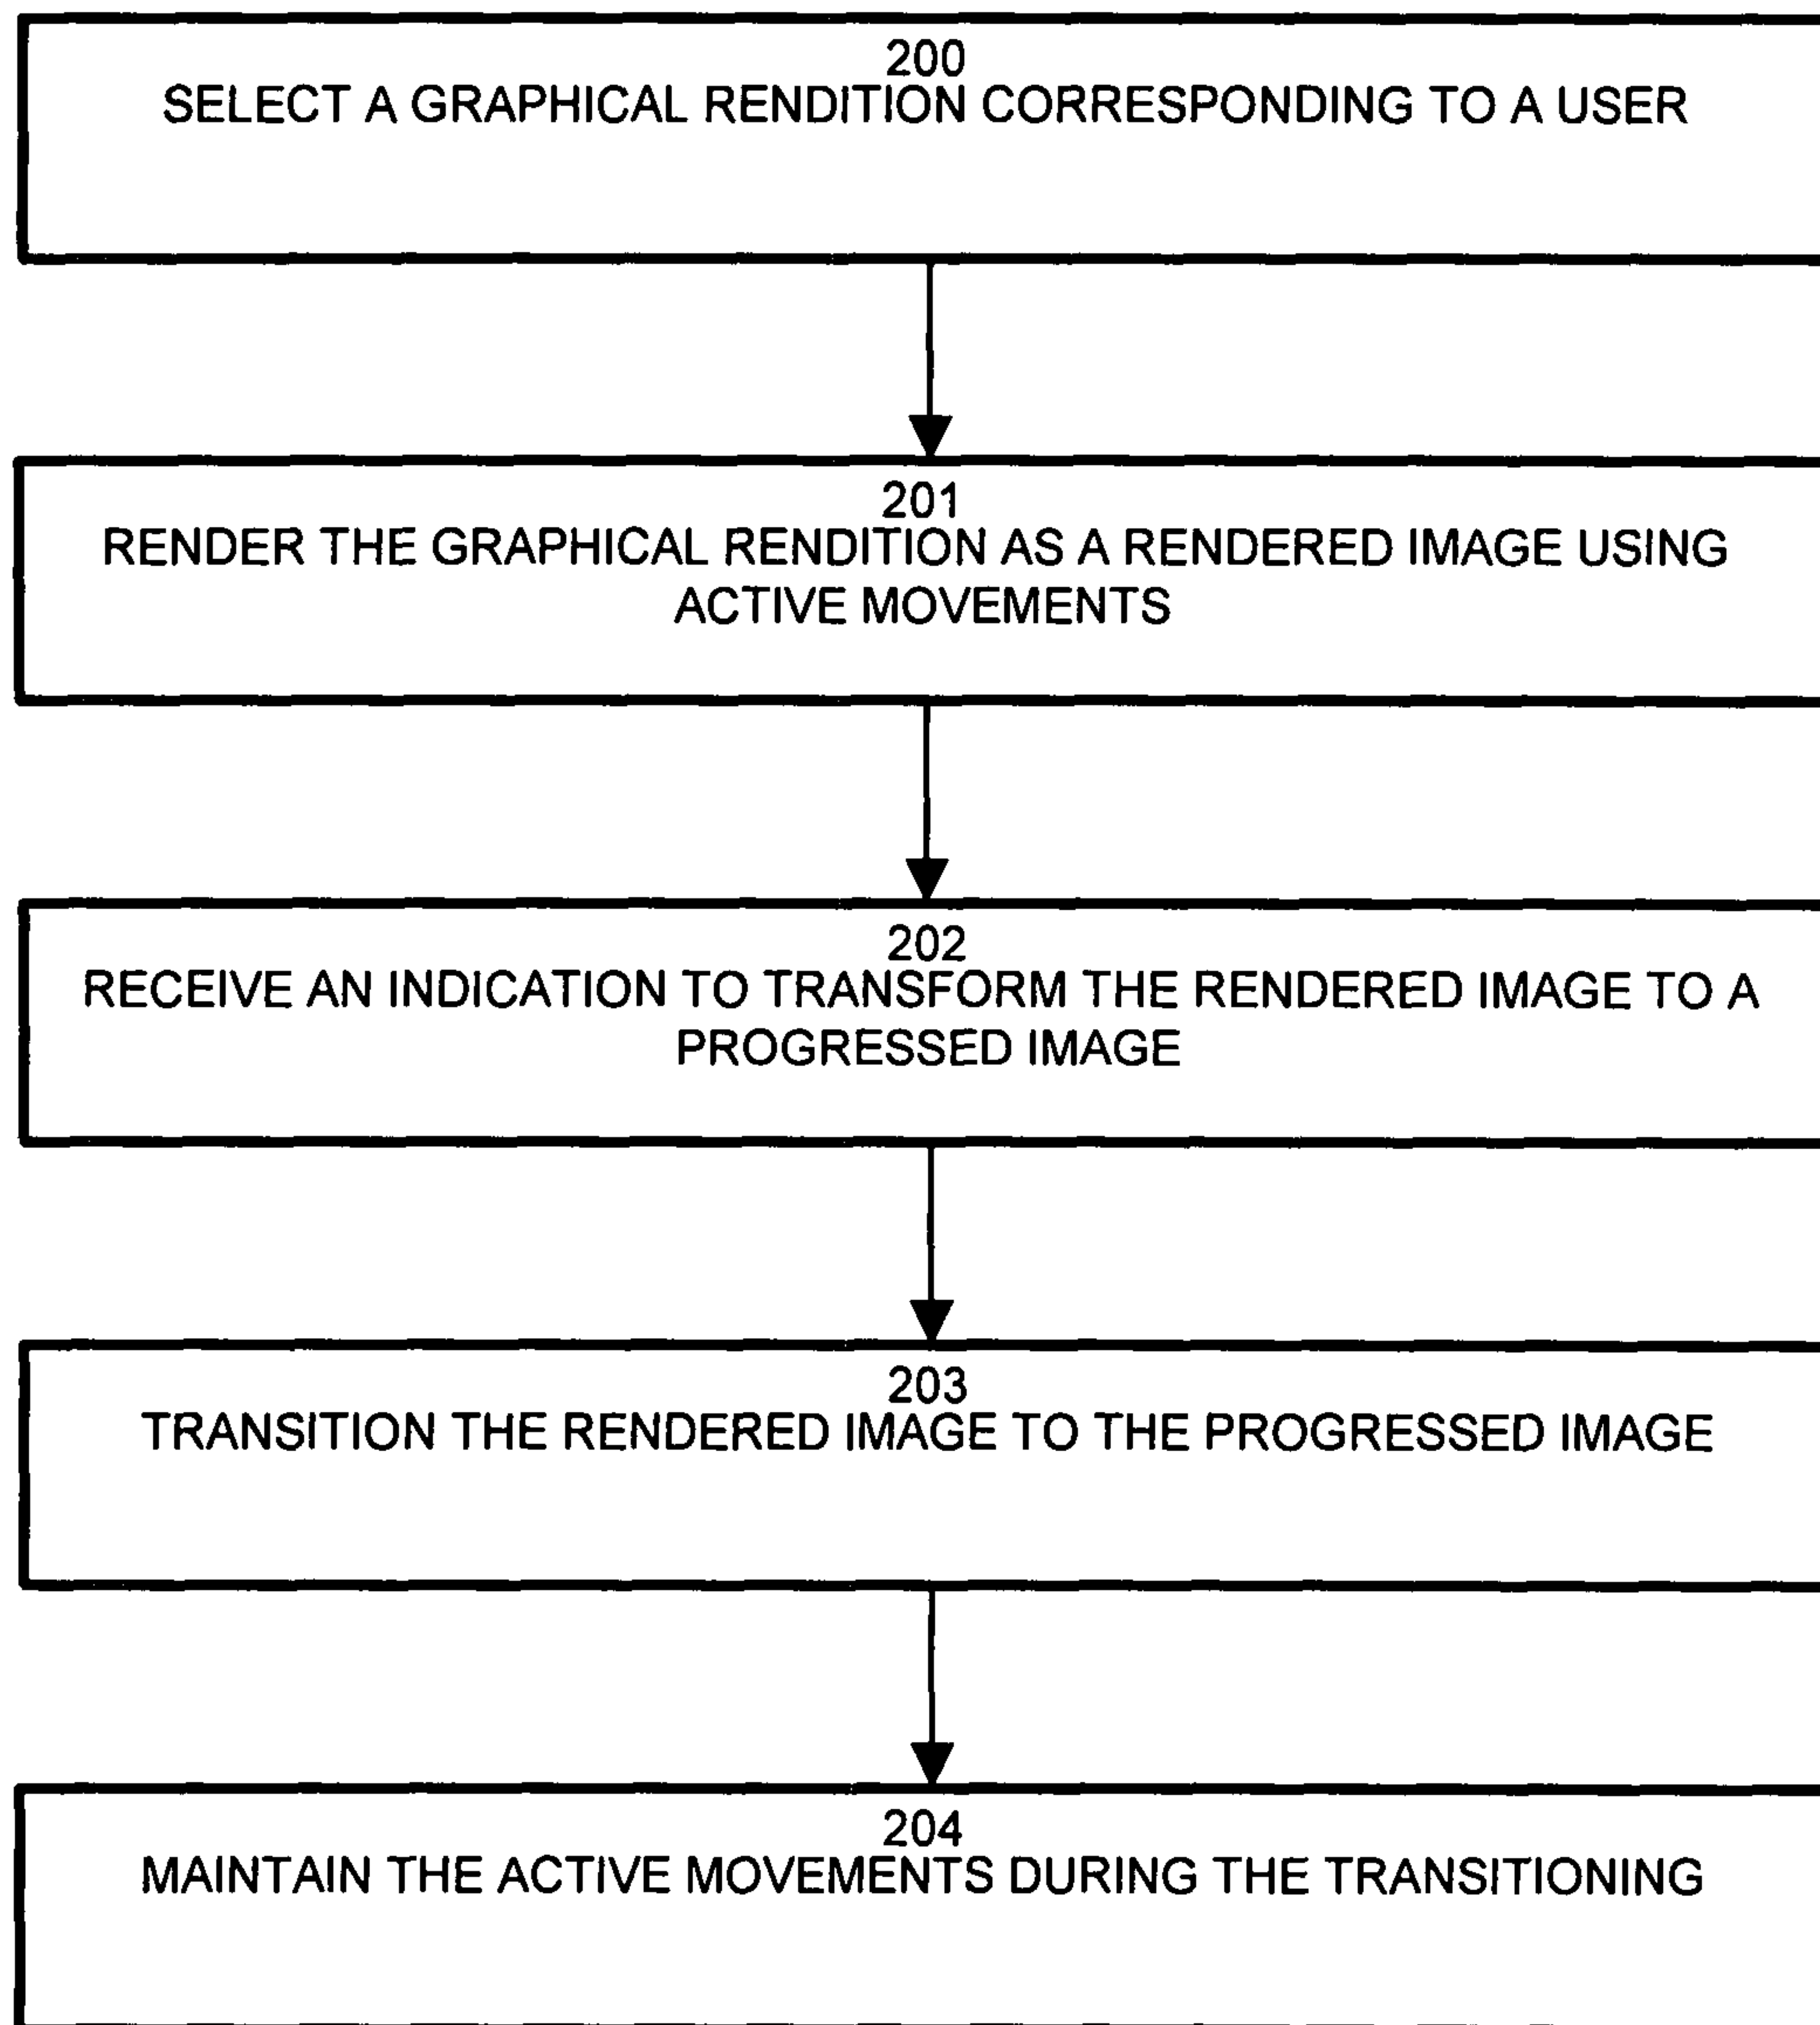 200
SELECT A GRAPHICAL RENDITION CORRESPONDING TO A USER
201
RENDER THE GRAPHICAL RENDITION AS A RENDERED IMAGE USING
ACTIVE MOVEMENTS
202
RECEIVE AN INDICATION TO TRANSFORM THE RENDERED IMAGE TO A
PROGRESSED IMAGE
203
TRANSITION THE RENDERED IMAGE TO THE PROGRESSED IMAGE
204
MAINTAIN THE ACTIVE MOVEMENTS DURING THE TRANSITIONING